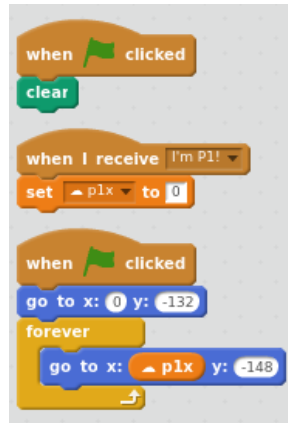 when clicked
clear
when I receive I'm P1!
set p1x to 0
when clicked
go to x: 0 y: -132
forever
go to x: p1x y: -148